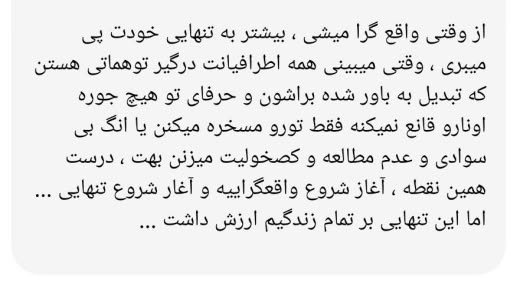 از وقتی واقع گرا میشی ، بیشتر به تنهایی خودت پی
میبری ، وقتی میبینی همه اطرافیانت درگیر توهماتی هستن
که تبدیل به باور شده براشون و حرفای تو هیچ جوره
اونارو قانع نمیکنه فقط تورو مسخره میکنن یا انگ بی
سوادی و عدم مطالعه و کصخولیت میزنن بهت ، درست
همین نقطه ، آغاز شروع واقعگراییه و آغار شروع تنهایی ...
اما این تنهایی بر تمام زندگیم ارزش داشت ...